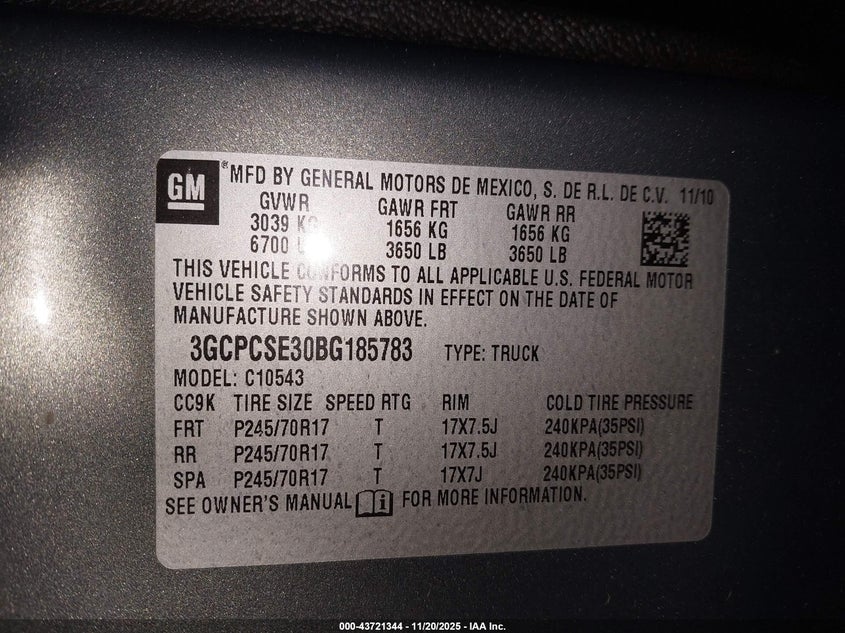 GM ® MFD BY GENERAL MOTORS DE MEXICO, S. DE R.L. DE C.V. 11/10
GVWR GAWR FRT GAWR RR
3039 KG 1656 KG 1656 KG
6700 3650 LB 3650 LB
THIS VEHICLE CONFORMS TO ALL APPLICABLE U.S. FEDERAL MOTOR
VEHICLE SAFETY STANDARDS IN EFFECT ON THE DATE OF
MANUFACTURE SHOWN ABOVE.
3GCPCSE30BG185783 TYPE: TRUCK
MODEL: C10543
CC9K TIRE SIZE SPEED RTG RIM COLD TIRE PRESSURE
FRT P245/70R17 T 17X7.5J 240KPA(35PSI)
RR P245/70R17 T 17X7.5J 240KPA(35PSI)
SPA P245/70R17 T 17X7J 240KPA(35PSI)
SEE OWNER'S MANUAL FOR MORE INFORMATION.
000-43721344 — 11/20/2025 — IAA Inc.